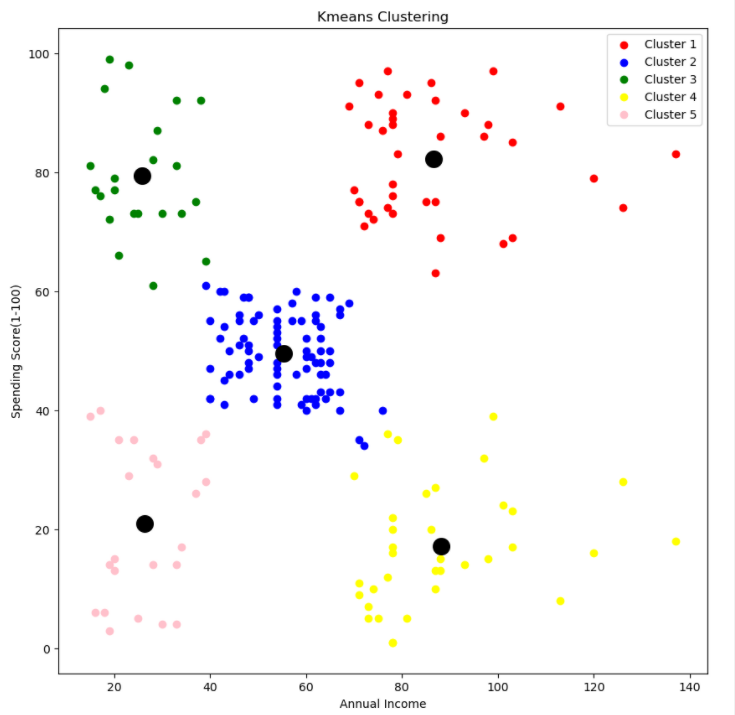 Kmeans Clustering
Cluster 1
Cluster 2
Cluster 3
Cluster 4
Cluster 5
Spending Score(1-100)
100
80
60
40
20
0
20 40 60 80 100 120 140
Annual Income